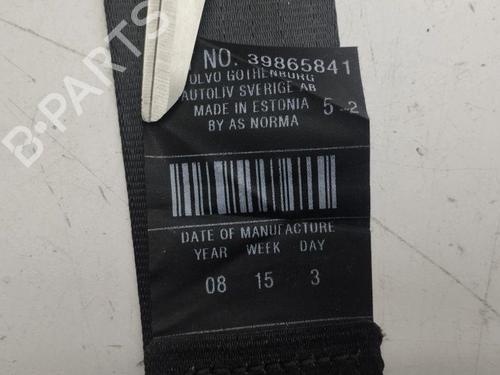 NO. 39865841
VOLVO GOTHENBURG
AUTOLIV SVERIGE AB
MADE IN ESTONIA 5-2
BY AS NORMA
DATE OF MANUFACTURE
YEAR WEEK DAY
08 15 3
B-PARTS